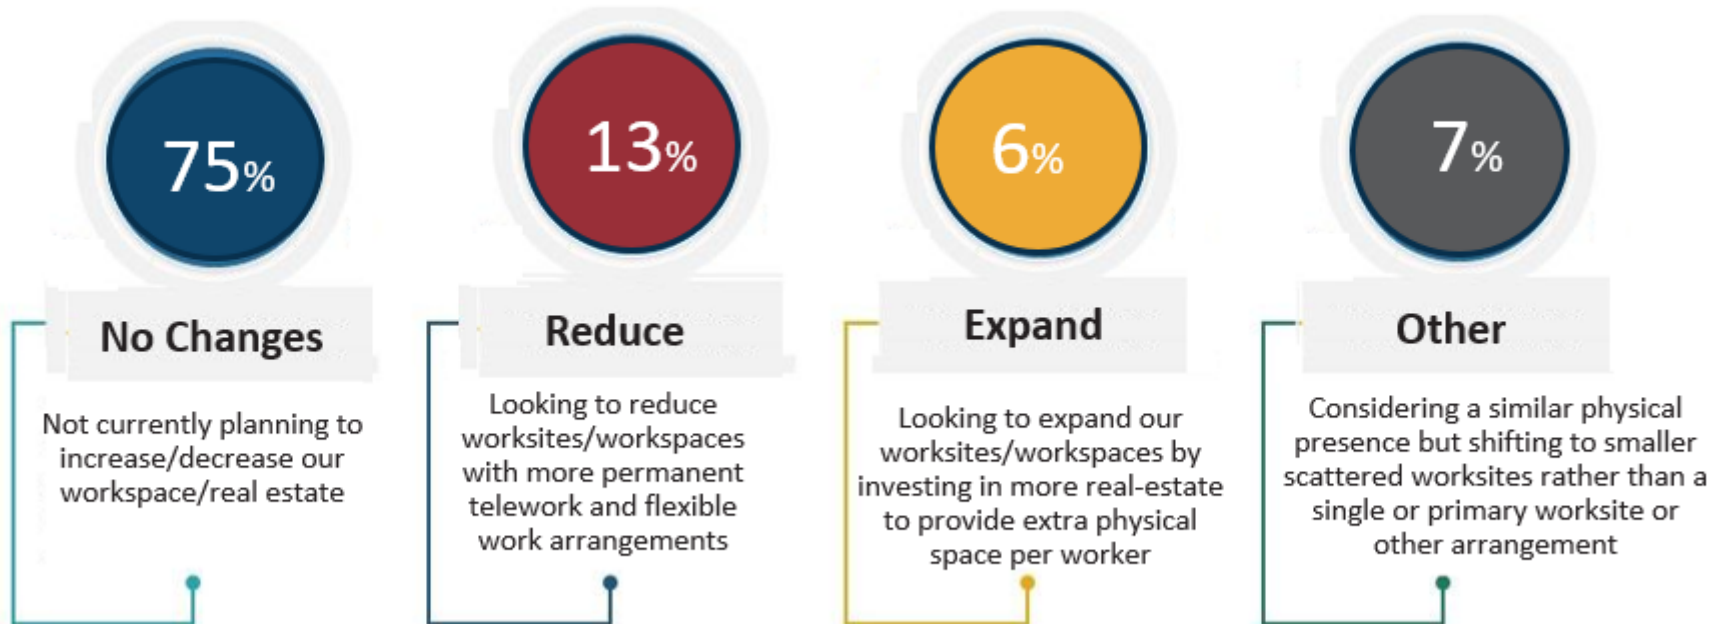 75%
No Changes
Not currently planning to
increase/decrease our
workspace/real estate
13%
Reduce
Looking to reduce
worksites/workspaces
with more permanent
telework and flexible
work arrangements
6%
Expand
Looking to expand our
worksites/workspaces by
investing in more real-estate
to provide extra physical
space per worker
7%
Other
Considering a similar physical
presence but shifting to smaller
scattered worksites rather than a
single or primary worksite or
other arrangement